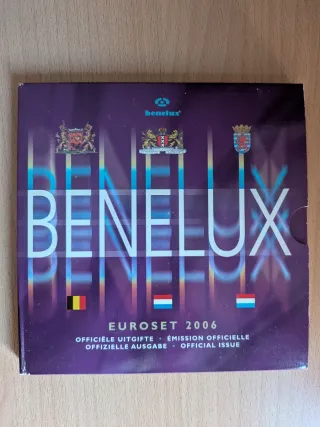 benelux
BENELUX
EUROSET 2006
OFFICIËLE UITGIFTE · ÉMISSION OFFICIELLE
OFFIZIELLE AUSGABE · OFFICIAL ISSUE